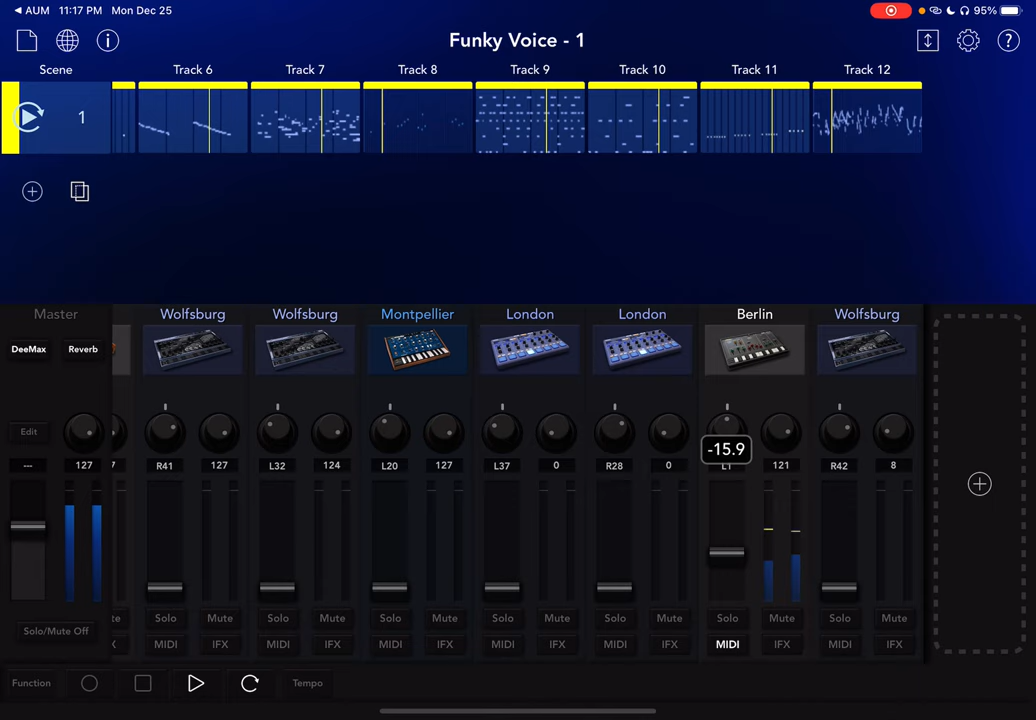 ◀ AUM 11:17 PM Mon Dec 25 95%
Funky Voice - 1
Scene Track 6 Track 7 Track 8 Track 9 Track 10 Track 11 Track 12
1
Master Wolfsburg Wolfsburg Montpellier London London Berlin Wolfsburg
DeeMax Reverb
Edit
-15.9
--- 127 7 R41 127 L32 124 L20 127 L37 0 R28 0 L1 121 R42 8
Solo Mute Solo Mute Solo Mute Solo Mute Solo Mute Solo Mute Solo Mute
Solo/Mute Off
MIDI IFX MIDI IFX MIDI IFX MIDI IFX MIDI IFX MIDI IFX MIDI IFX
Function Tempo